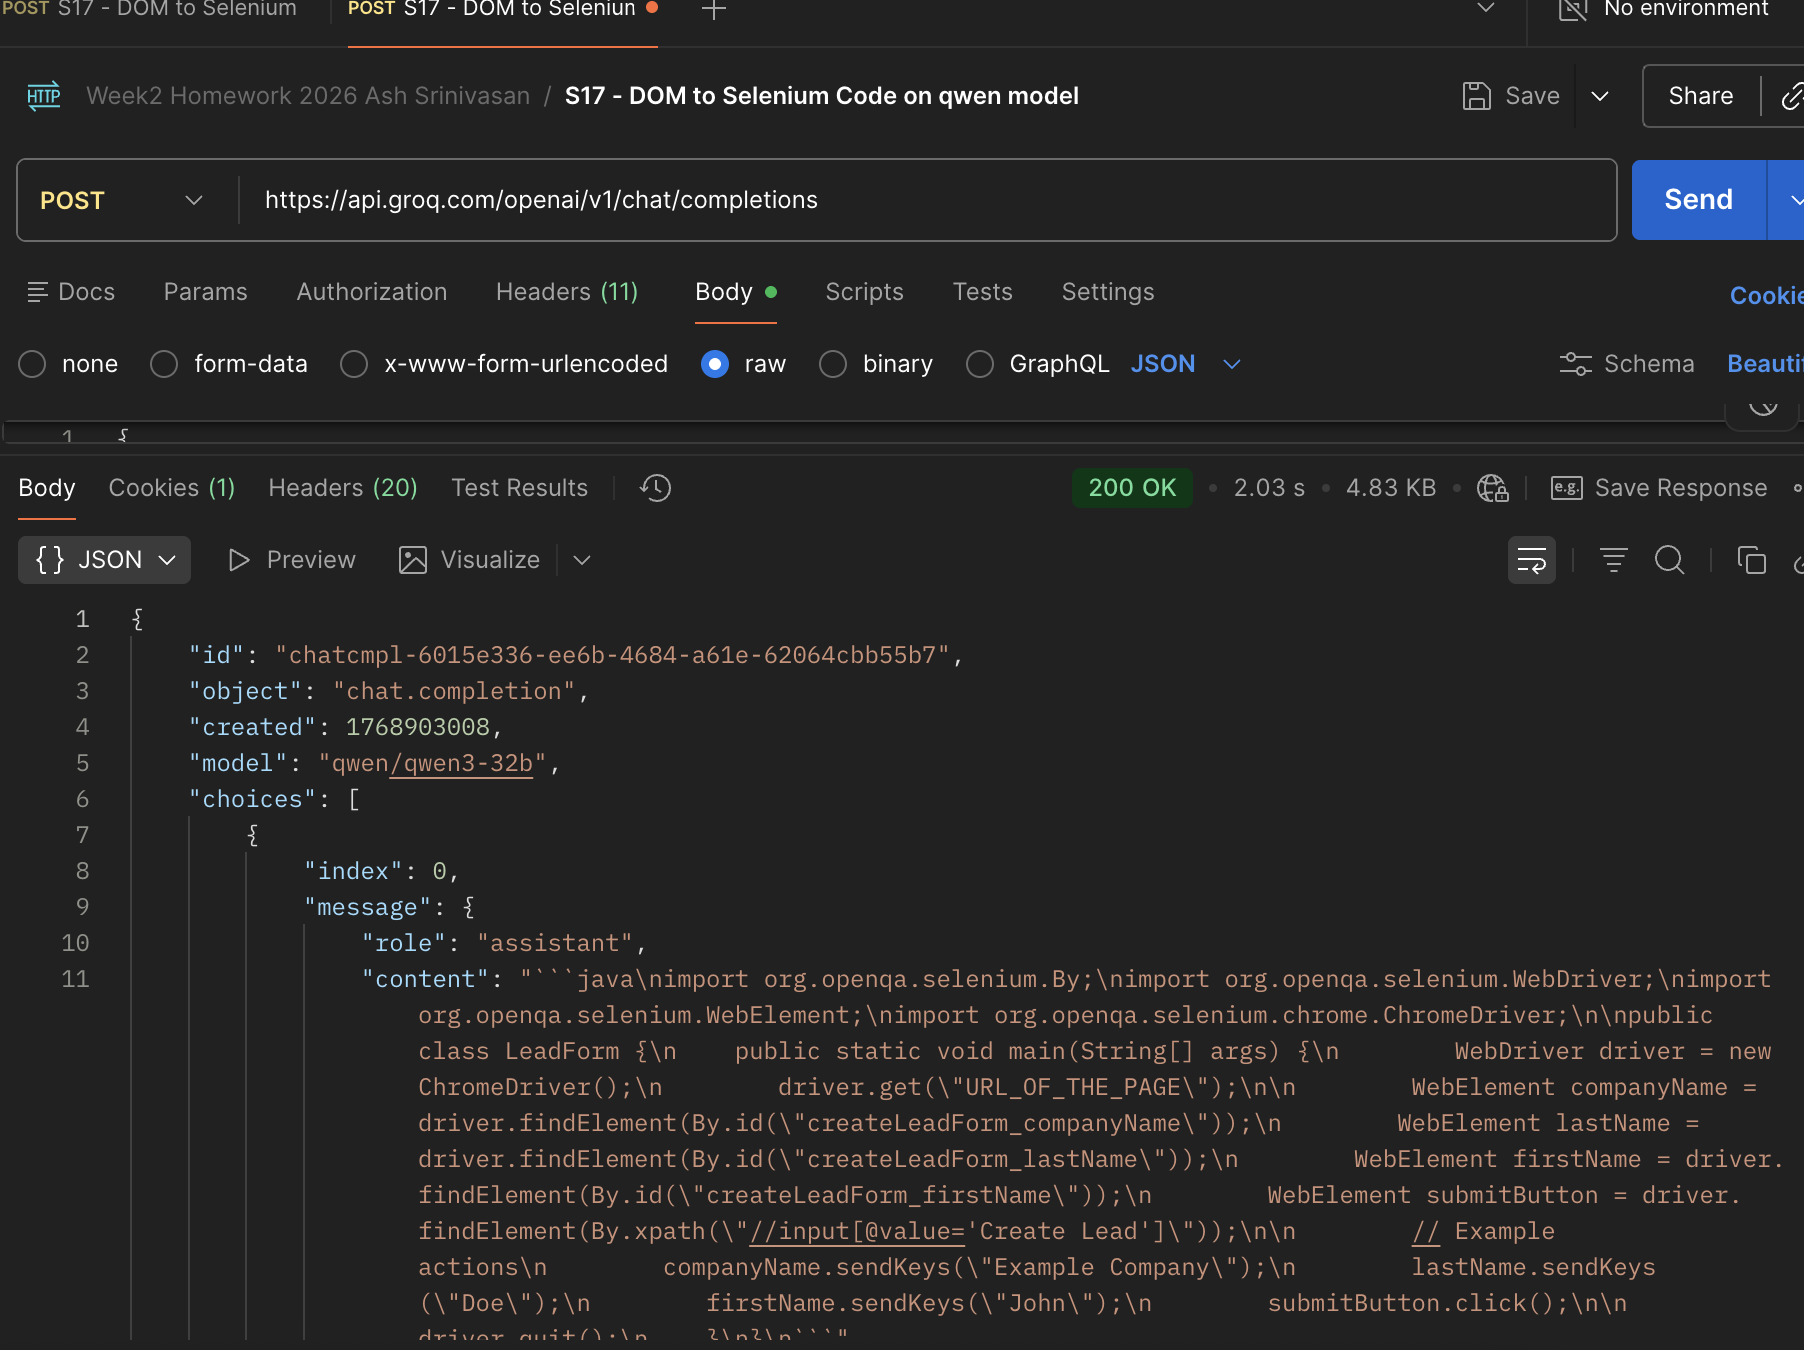 POST S17 - DOM to Selenium POST S17 - DOM to Seleniun No environment
HTTP Week2 Homework 2026 Ash Srinivasan / S17 - DOM to Selenium Code on qwen model Save Share
POST https://api.groq.com/openai/v1/chat/completions Send
Docs Params Authorization Headers (11) Body Scripts Tests Settings Cookie
none form-data x-www-form-urlencoded raw binary GraphQL JSON Schema Beautif
1 {
Body Cookies (1) Headers (20) Test Results 200 OK • 2.03 s • 4.83 KB • e.g. Save Response
{} JSON Preview Visualize
1 {
2 "id": "chatcmpl-6015e336-ee6b-4684-a61e-62064cbb55b7",
3 "object": "chat.completion",
4 "created": 1768903008,
5 "model": "qwen/qwen3-32b",
6 "choices": [
7 {
8 "index": 0,
9 "message": {
10 "role": "assistant",
11 "content": "```java\nimport org.openqa.selenium.By;\nimport org.openqa.selenium.WebDriver;\nimport
org.openqa.selenium.WebElement;\nimport org.openqa.selenium.chrome.ChromeDriver;\n\npublic
class LeadForm {\n    public static void main(String[] args) {\n        WebDriver driver = new
ChromeDriver();\n        driver.get(\"URL_OF_THE_PAGE\");\n\n        WebElement companyName =
driver.findElement(By.id(\"createLeadForm_companyName\"));\n        WebElement lastName =
driver.findElement(By.id(\"createLeadForm_lastName\"));\n        WebElement firstName = driver.
findElement(By.id(\"createLeadForm_firstName\"));\n        WebElement submitButton = driver.
findElement(By.xpath(\"//input[@value='Create Lead']\"));\n\n        // Example
actions\n        companyName.sendKeys(\"Example Company\");\n        lastName.sendKeys
(\"Doe\");\n        firstName.sendKeys(\"John\");\n        submitButton.click();\n\n
driver.quit();\n    }\n}\n```"